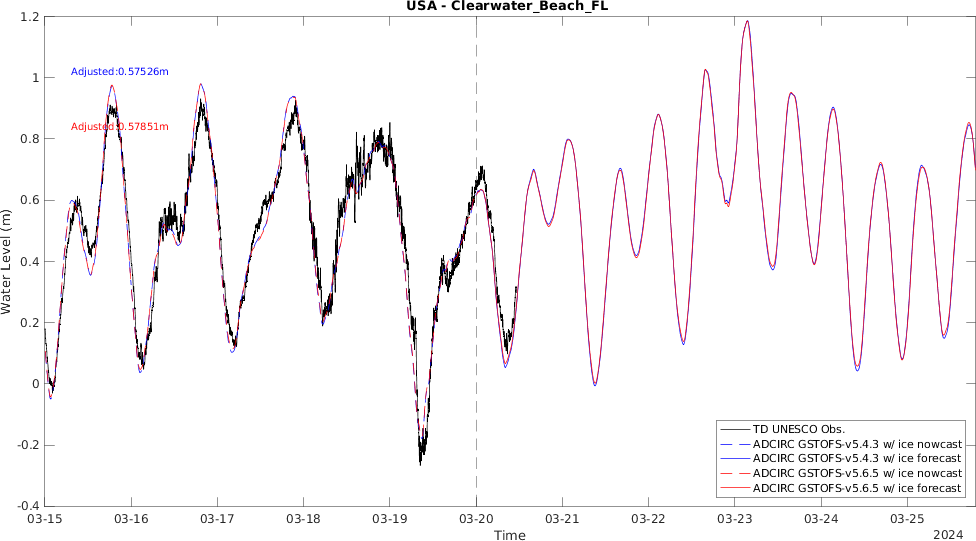 USA - Clearwater_Beach_FL
1.2
1
0.8
0.6
0.4
0.2
0
-0.2
-0.4
Water Level (m)
Adjusted:0.57526m
Adjusted:0.57851m
TD UNESCO Obs.
ADCIRC GSTOFS-v5.4.3 w/ ice nowcast
ADCIRC GSTOFS-v5.4.3 w/ ice forecast
ADCIRC GSTOFS-v5.6.5 w/ ice nowcast
ADCIRC GSTOFS-v5.6.5 w/ ice forecast
03-15 03-16 03-17 03-18 03-19 03-20 03-21 03-22 03-23 03-24 03-25
Time
2024